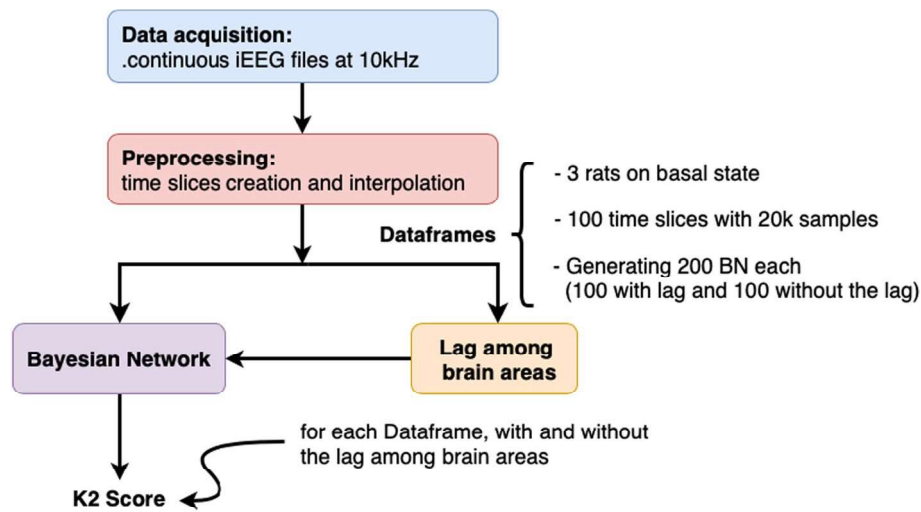 Data acquisition:
.continuous iEEG files at 10kHz
Preprocessing:
time slices creation and interpolation
Dataframes
- 3 rats on basal state
- 100 time slices with 20k samples
- Generating 200 BN each
(100 with lag and 100 without the lag)
Bayesian Network
Lag among
brain areas
for each Dataframe, with and without
the lag among brain areas
K2 Score